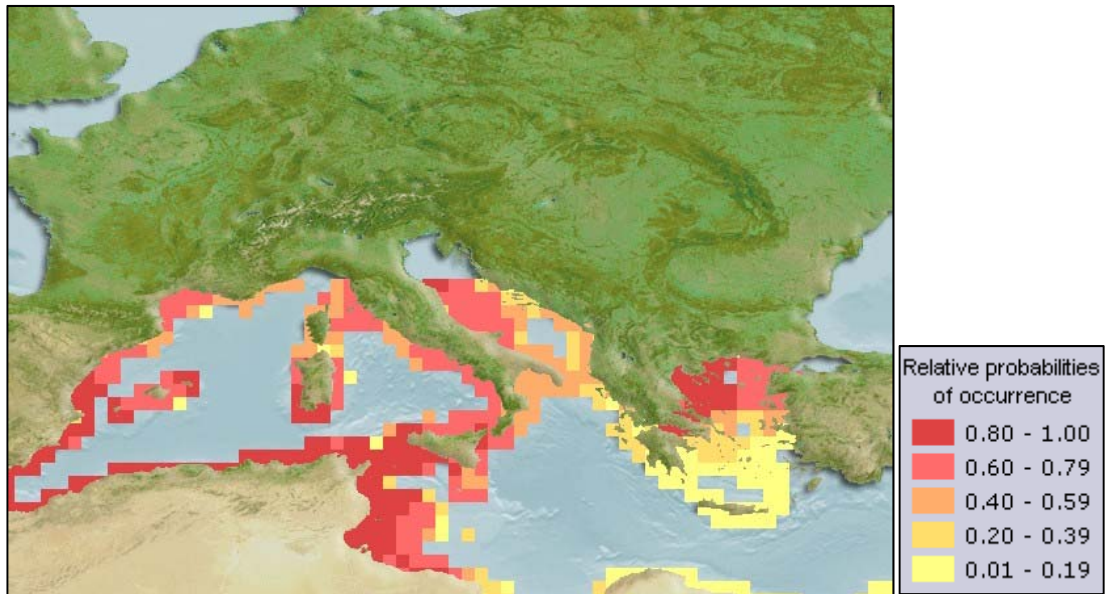 Relative probabilities
of occurrence
0.80 - 1.00
0.60 - 0.79
0.40 - 0.59
0.20 - 0.39
0.01 - 0.19